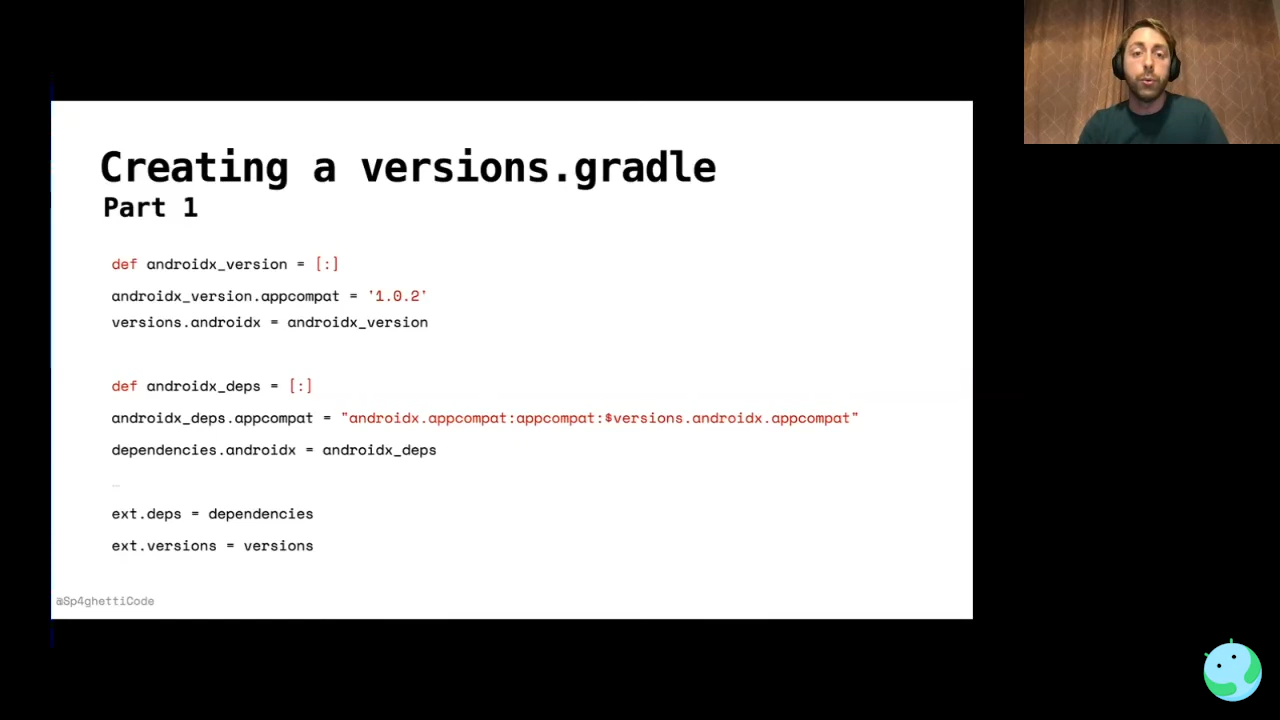 Creating a versions.gradle
Part 1
def androidx_version = [:]
androidx_version.appcompat = '1.0.2'
versions.androidx = androidx_version
def androidx_deps = [:]
androidx_deps.appcompat = "androidx.appcompat:appcompat:$versions.androidx.appcompat"
dependencies.androidx = androidx_deps
…
ext.deps = dependencies
ext.versions = versions
@Sp4ghettiCode